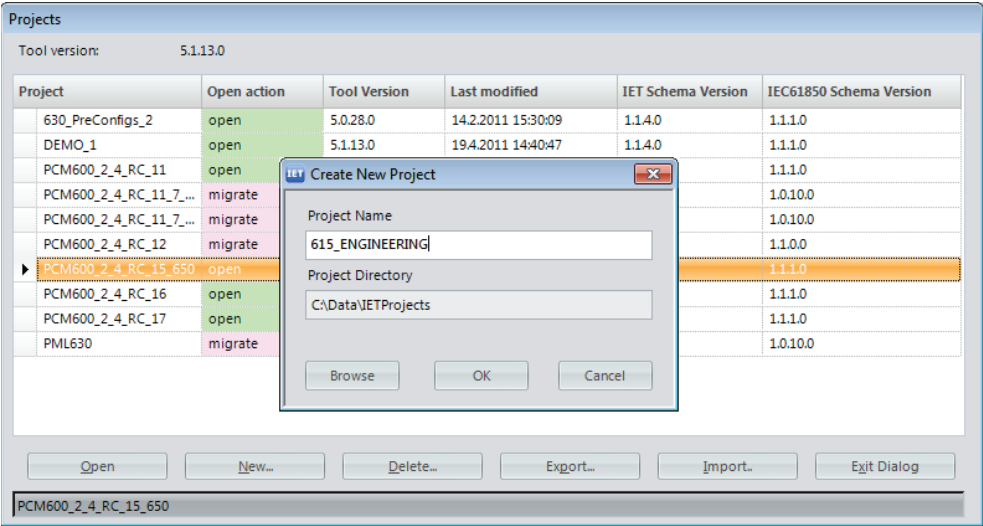 Projects
Tool version: 5.1.13.0
Project Open action Tool Version Last modified IET Schema Version IEC61850 Schema Version
630_PreConfigs_2 open 5.0.28.0 14.2.2011 15:30:09 1.1.4.0 1.1.1.0
DEMO_1 open 5.1.13.0 19.4.2011 14:40:47 1.1.4.0 1.1.1.0
PCM600_2_4_RC_11 open 1.1.1.0
PCM600_2_4_RC_11_7_... migrate 1.0.10.0
PCM600_2_4_RC_11_7_... migrate 1.0.10.0
PCM600_2_4_RC_12 migrate 1.1.0.0
PCM600_2_4_RC_15_650 open 1.1.1.0
PCM600_2_4_RC_16 open 1.1.1.0
PCM600_2_4_RC_17 open 1.1.1.0
PML630 migrate 1.0.10.0
IET Create New Project
Project Name
615_ENGINEERING
Project Directory
C:\Data\IETProjects
Browse OK Cancel
Open New... Delete... Export... Import.. Exit Dialog
PCM600_2_4_RC_15_650